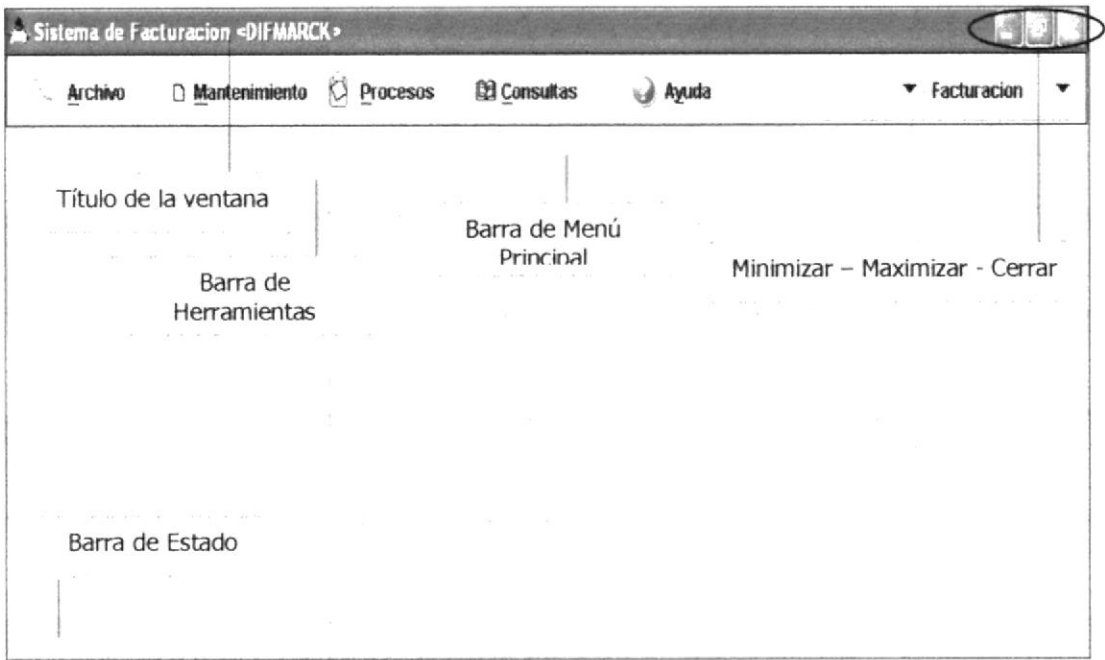 Sistema de Facturacion <DIFMARCK>
Archivo Mantenimiento Procesos Consultas Ayuda Facturacion
Título de la ventana
Barra de Menú
Principal
Minimizar – Maximizar - Cerrar
Barra de
Herramientas
Barra de Estado